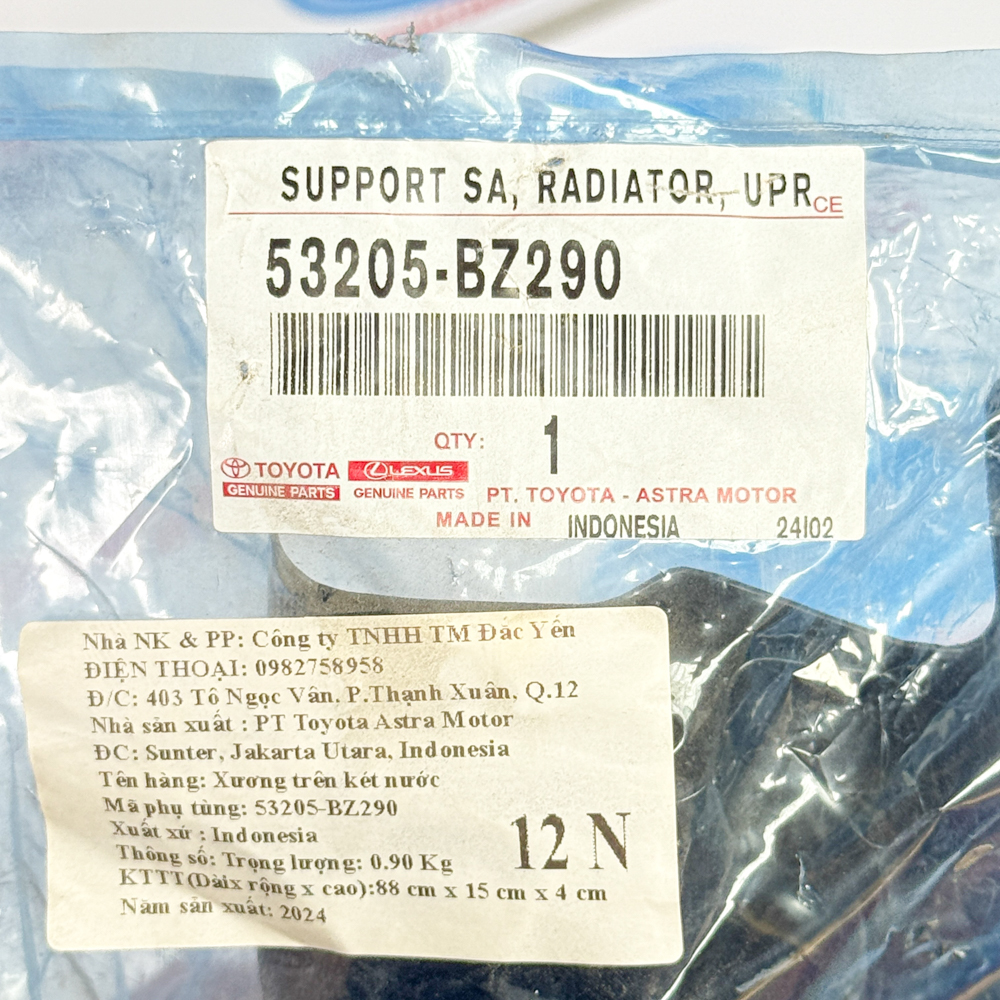 SUPPORT SA, RADIATOR, UPR CE
53205-BZ290
QTY: 1
TOYOTA LEXUS
GENUINE PARTS GENUINE PARTS PT. TOYOTA - ASTRA MOTOR
MADE IN INDONESIA 24I02
Nhà NK & PP: Công ty TNHH TM Đắc Yến
ĐIỆN THOẠI: 0982758958
Đ/C: 403 Tô Ngọc Vân, P.Thạnh Xuân, Q.12
Nhà sản xuất : PT Toyota Astra Motor
ĐC: Sunter, Jakarta Utara, Indonesia
Tên hàng: Xương trên két nước
Mã phụ tùng: 53205-BZ290
Xuất xứ : Indonesia
Thông số: Trọng lượng: 0.90 Kg
KTTT(Dàix rộng x cao):88 cm x 15 cm x 4 cm
Năm sản xuất: 2024
12 N